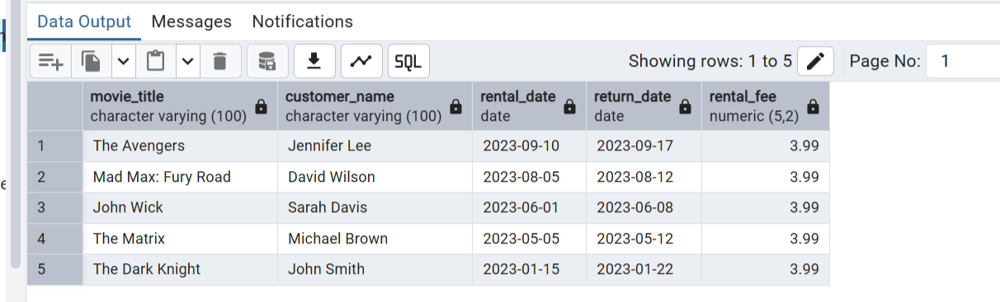 Data Output Messages Notifications
SQL Showing rows: 1 to 5 Page No: 1
movie_title customer_name rental_date return_date rental_fee
character varying (100) character varying (100) date date numeric (5,2)
1 The Avengers Jennifer Lee 2023-09-10 2023-09-17 3.99
2 Mad Max: Fury Road David Wilson 2023-08-05 2023-08-12 3.99
3 John Wick Sarah Davis 2023-06-01 2023-06-08 3.99
4 The Matrix Michael Brown 2023-05-05 2023-05-12 3.99
5 The Dark Knight John Smith 2023-01-15 2023-01-22 3.99